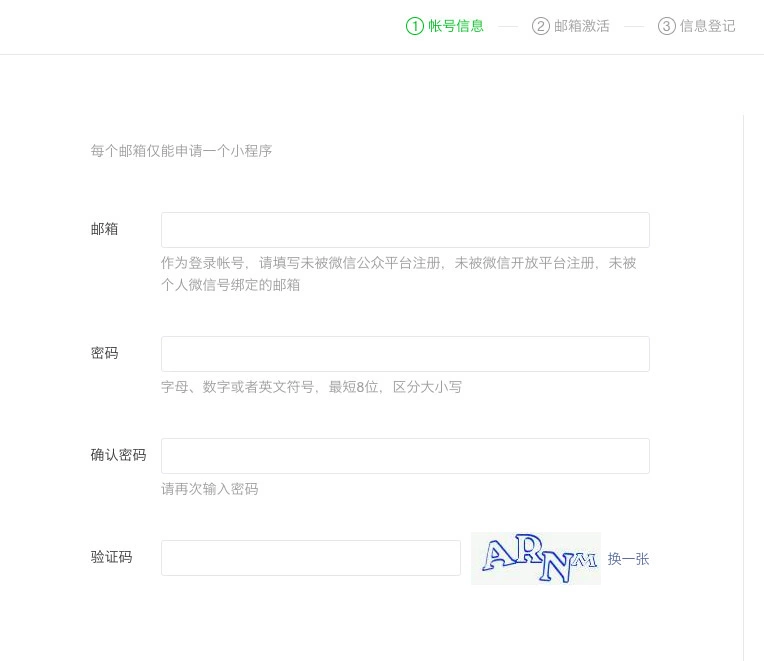 ① 帐号信息 ② 邮箱激活 ③ 信息登记
每个邮箱仅能申请一个小程序
邮箱
作为登录帐号，请填写未被微信公众平台注册，未被微信开放平台注册，未被
个人微信号绑定的邮箱
密码
字母、数字或者英文符号，最短8位，区分大小写
确认密码
请再次输入密码
验证码 ARNM 换一张